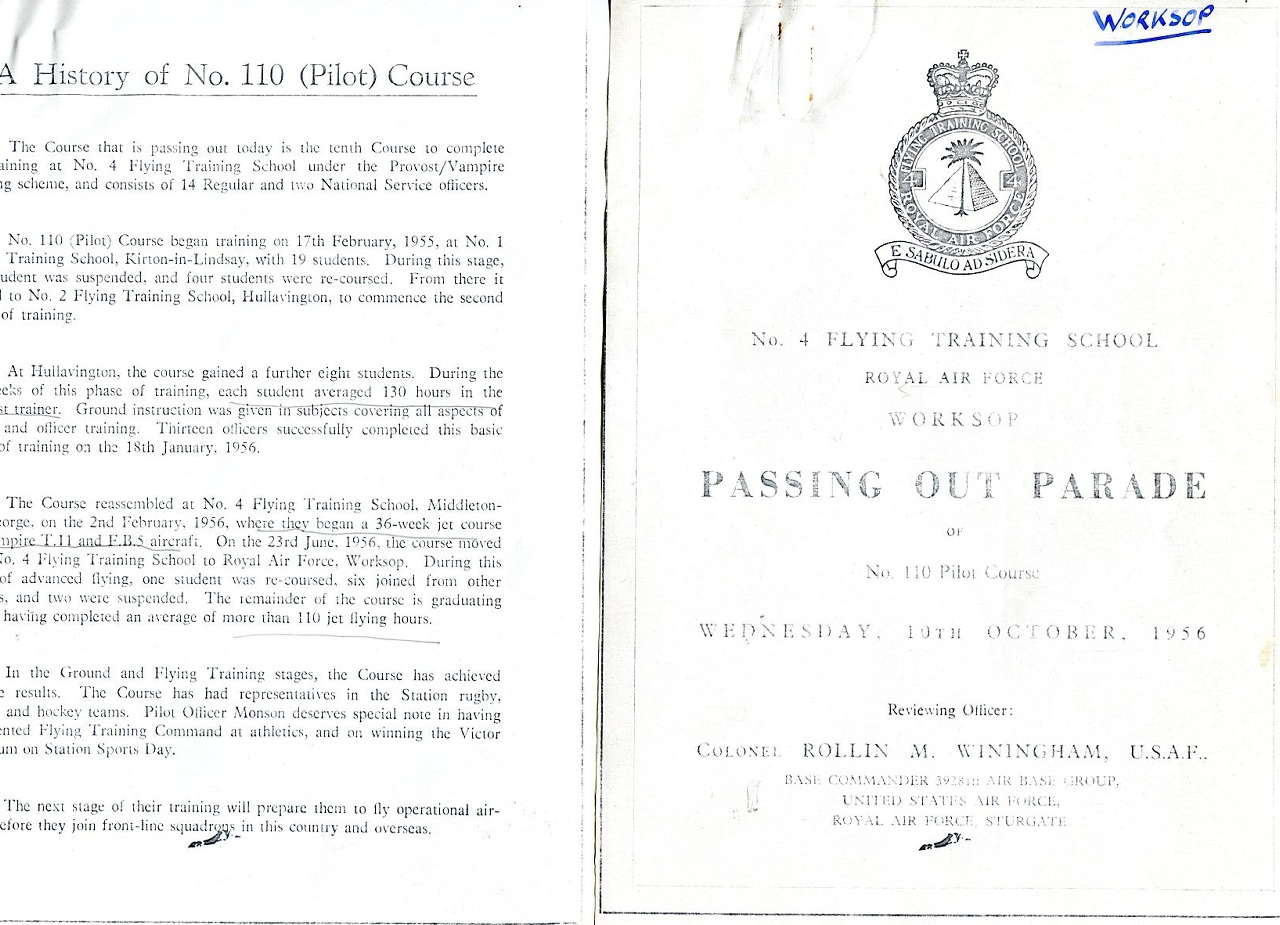 A History of No. 110 (Pilot) Course
The Course that is passing out today is the tenth Course to complete
aining at No. 4 Flying Training School under the Provost/Vampire
ng scheme, and consists of 14 Regular and two National Service officers.
No. 110 (Pilot) Course began training on 17th February, 1955, at No. 1
Training School, Kirton-in-Lindsay, with 19 students. During this stage,
udent was suspended, and four students were re-coursed. From there it
to No. 2 Flying Training School, Hullavington, to commence the second
of training.
At Hullavington, the course gained a further eight students. During the
eeks of this phase of training, each student averaged 130 hours in the
st trainer. Ground instruction was given in subjects covering all aspects of
and officer training. Thirteen officers successfully completed this basic
of training on the 18th January, 1956.
The Course reassembled at No. 4 Flying Training School, Middleton-
eorge, on the 2nd February, 1956, where they began a 36-week jet course
mpire T.11 and F.B.5 aircraft. On the 23rd June, 1956, the course moved
No. 4 Flying Training School to Royal Air Force, Worksop. During this
of advanced flying, one student was re-coursed, six joined from other
s, and two were suspended. The remainder of the course is graduating
having completed an average of more than 110 jet flying hours.
In the Ground and Flying Training stages, the Course has achieved
e results. The Course has had representatives in the Station rugby,
and hockey teams. Pilot Officer Monson deserves special note in having
ented Flying Training Command at athletics, and on winning the Victor
um on Station Sports Day.
The next stage of their training will prepare them to fly operational air-
efore they join front-line squadrons in this country and overseas.
WORKSOP
FLYING TRAINING SCHOOL
4 4
ROYAL AIR FORCE
E SABULO AD SIDERA
No. 4 FLYING TRAINING SCHOOL
ROYAL AIR FORCE
WORKSOP
PASSING OUT PARADE
OF
No. 110 Pilot Course
WEDNESDAY, 10TH OCTOBER, 1956
Reviewing Officer:
COLONEL ROLLIN M. WININGHAM, U.S.A.F.,
BASE COMMANDER 3928TH AIR BASE GROUP,
UNITED STATES AIR FORCE,
ROYAL AIR FORCE, STURGATE.